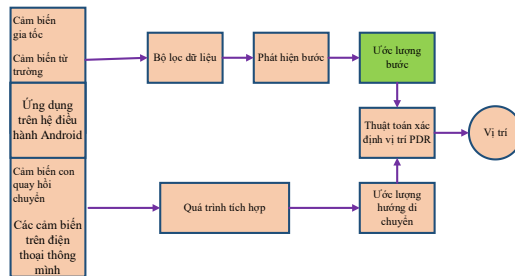 Cảm biến
gia tốc
Cảm biến từ
trường
Bộ lọc dữ liệu
Phát hiện bước
Ước lượng
bước
Ứng dụng
trên hệ điều
hành Android
Thuật toán xác
định vị trí PDR
Vị trí
Cảm biến con
quay hồi
chuyển
Các cảm biến
trên điện
thoại thông
mình
Quá trình tích hợp
Ước lượng
hướng di
chuyển